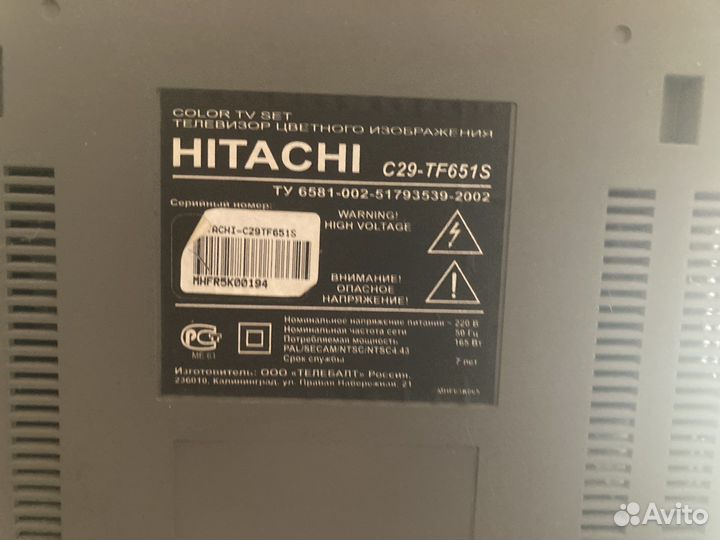 COLOR TV SET
ТЕЛЕВИЗОР ЦВЕТНОГО ИЗОБРАЖЕНИЯ
HITACHI C29-TF651S
ТУ 6581-002-51793539-2002
Серийный номер:
ACHI-C29TF651S
MHFR5K00194
WARNING!
HIGH VOLTAGE
ВНИМАНИЕ!
ОПАСНОЕ
НАПРЯЖЕНИЕ!
РСТ
МЕ 61
Номинальное напряжение питания ~ 220 В
Номинальная частота сети 50 Гц
Потребляемая мощность 165 Вт
PAL/SECAM/NTSC/NTSC4.43
Срок службы 7 лет
Изготовитель: ООО «ТЕЛЕБАЛТ» Россия,
236010, Калининград, ул. Правая Набережная, 21
Avito